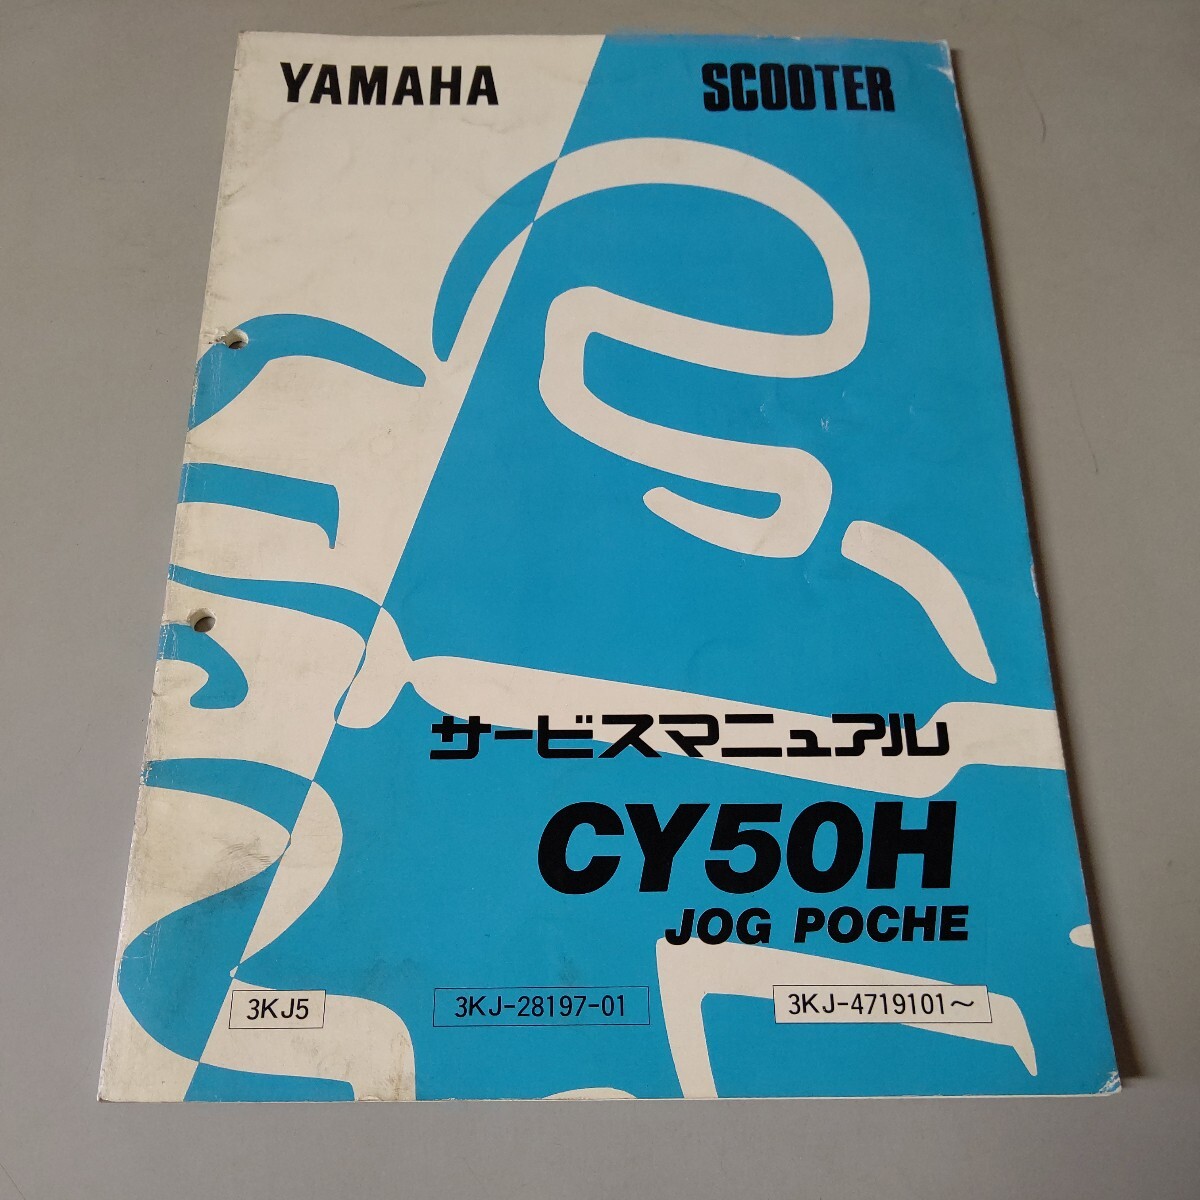 YAMAHA SCOOTER
サービスマニュアル
CY50H
JOG POCHE
3KJ5 3KJ-28197-01 3KJ-4719101～